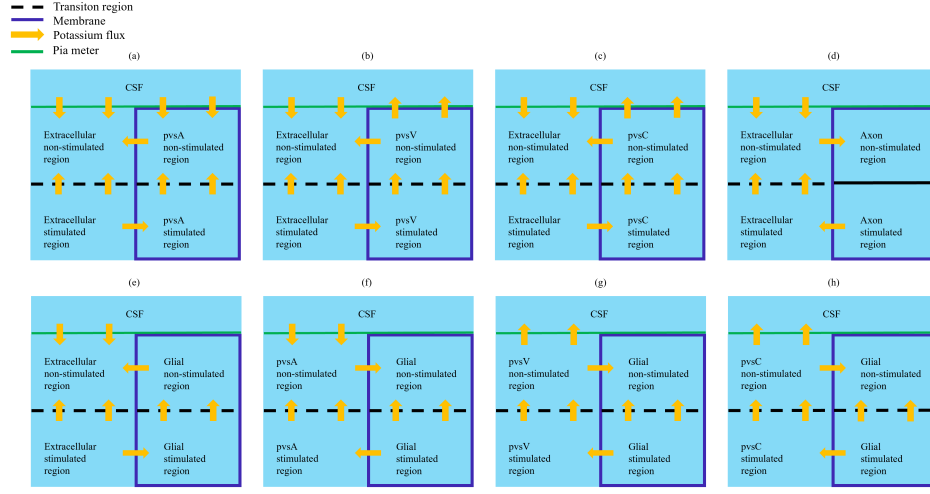 Transiton region
Membrane
Potassium flux
Pia meter
(a)
(b)
(c)
(d)
CSF
CSF
CSF
CSF
Extracellular
non-stimulated
region
pvsA
non-stimulated
region
Extracellular
non-stimulated
region
pvsV
non-stimulated
region
Extracellular
non-stimulated
region
pvsC
non-stimulated
region
Extracellular
non-stimulated
region
Axon
non-stimulated
region
Extracellular
stimulated
region
pvsA
stimulated
region
Extracellular
stimulated
region
pvsV
stimulated
region
Extracellular
stimulated
region
pvsC
stimulated
region
Extracellular
stimulated
region
Axon
stimulated
region
(e)
(f)
(g)
(h)
CSF
CSF
CSF
CSF
Extracellular
non-stimulated
region
Glial
non-stimulated
region
pvsA
non-stimulated
region
Glial
non-stimulated
region
pvsV
non-stimulated
region
Glial
non-stimulated
region
pvsC
non-stimulated
region
Glial
non-stimulated
region
Extracellular
stimulated
region
Glial
stimulated
region
pvsA
stimulated
region
Glial
stimulated
region
pvsV
stimulated
region
Glial
stimulated
region
pvsC
stimulated
region
Glial
stimulated
region